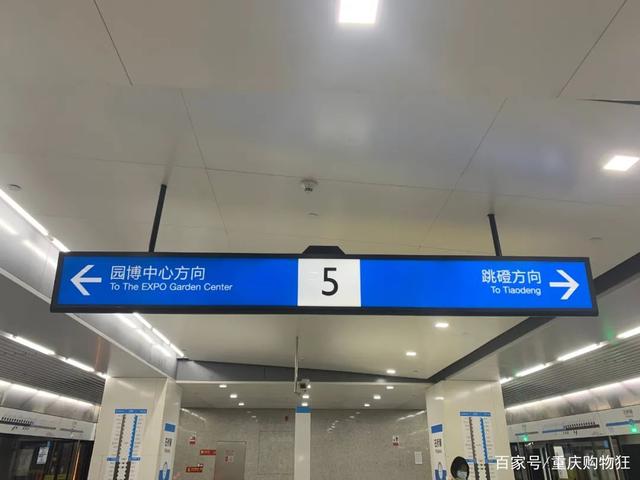 园博中心方向
To The EXPO Garden Center
5
跳磴方向
To Tiaodeng
百家号/重庆购物狂